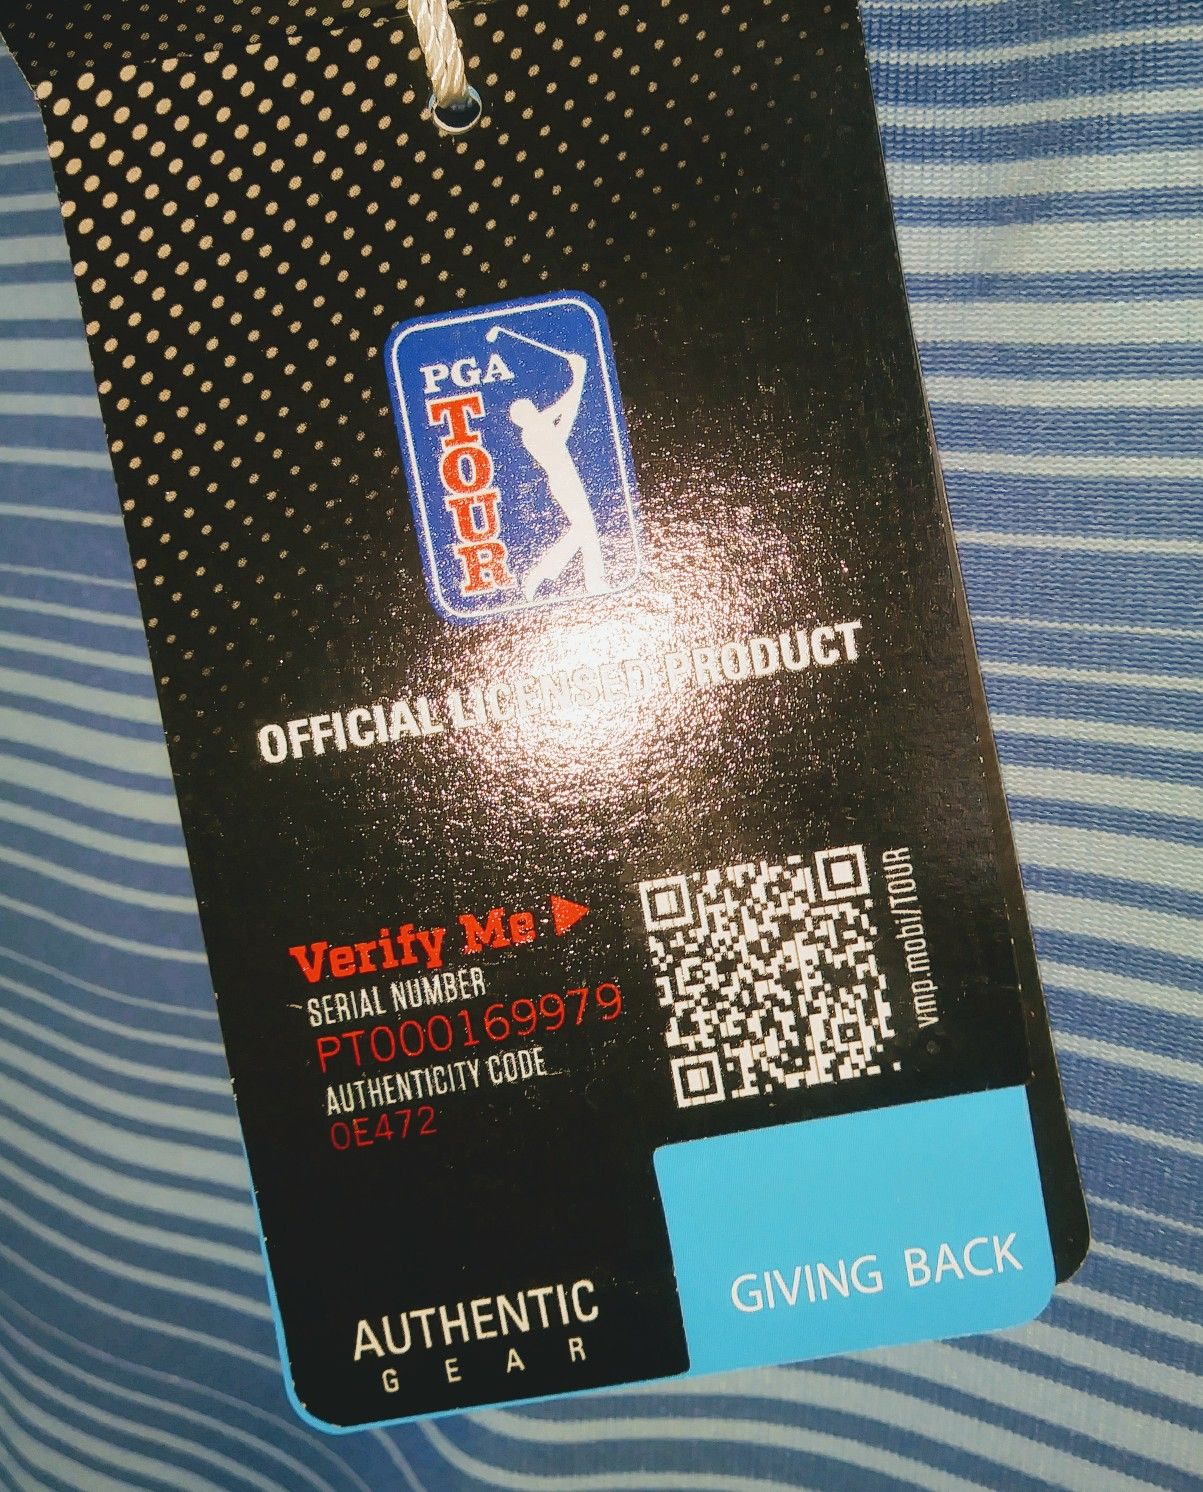 PGA
TOUR
OFFICIAL LICENSED PRODUCT
Verify Me
SERIAL NUMBER
PT000169979
AUTHENTICITY CODE
0E472
vmp.mobi/TOUR
AUTHENTIC
GEAR
GIVING BACK